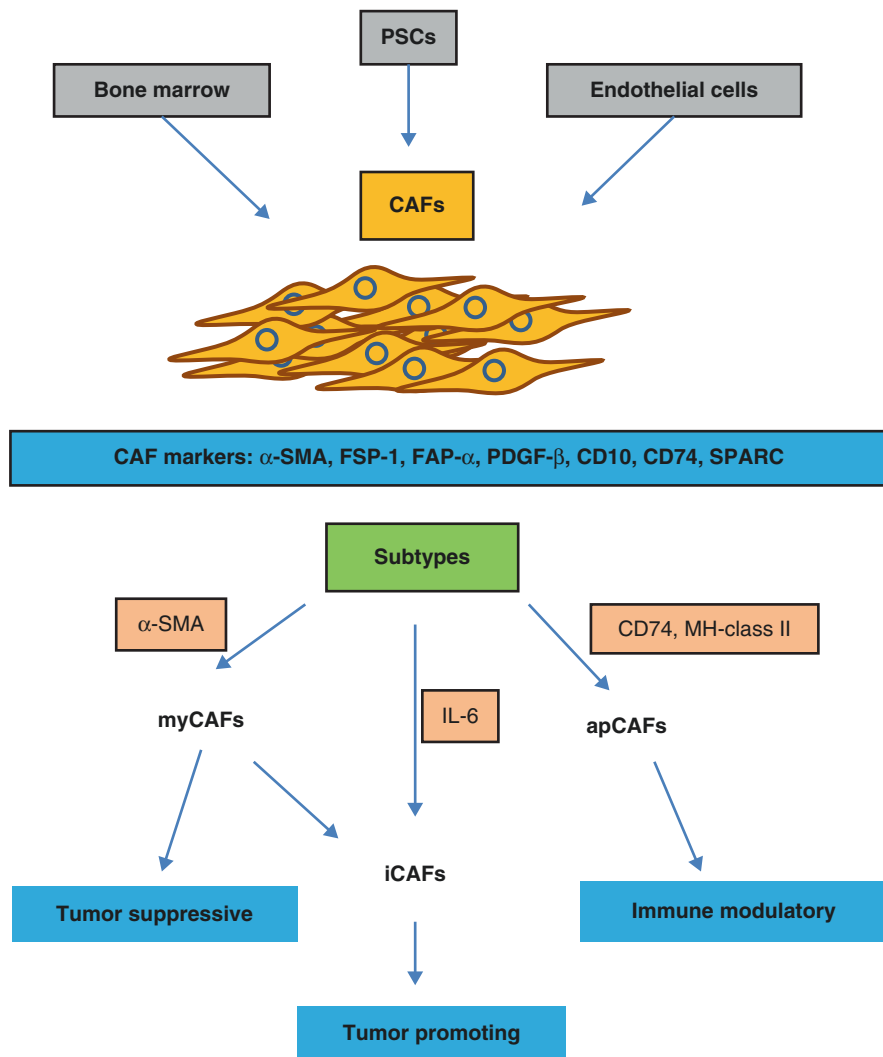 PSCs
Bone marrow
Endothelial cells
CAFs
CAF markers: α-SMA, FSP-1, FAP-α, PDGF-β, CD10, CD74, SPARC
Subtypes
α-SMA
CD74, MH-class II
IL-6
myCAFs
apCAFs
iCAFs
Tumor suppressive
Immune modulatory
Tumor promoting